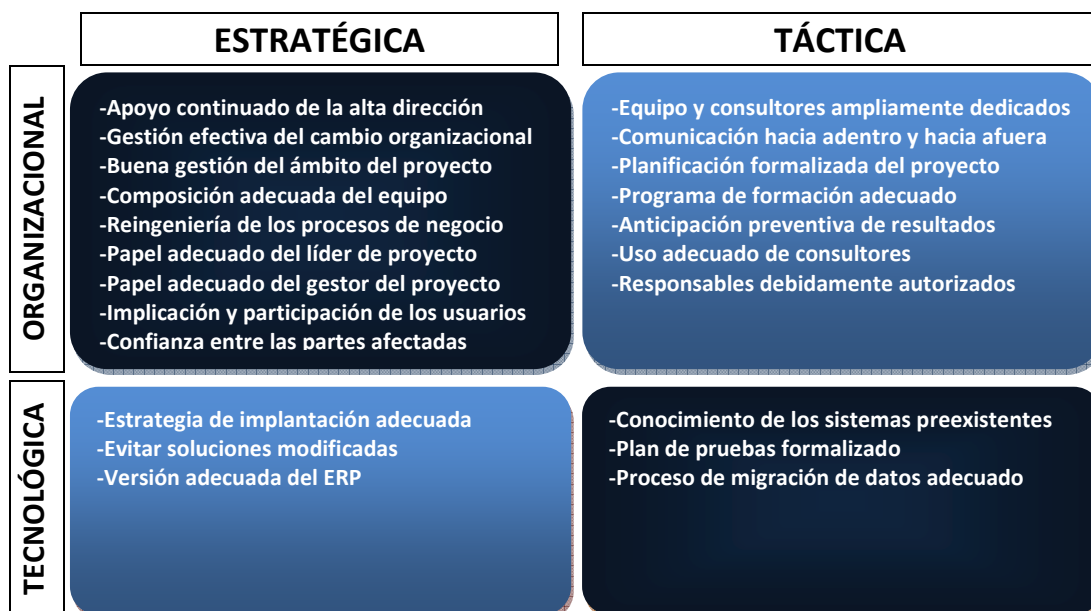 ESTRATÉGICA
TÁCTICA
ORGANIZACIONAL
-Apoyo continuado de la alta dirección
-Gestión efectiva del cambio organizacional
-Buena gestión del ámbito del proyecto
-Composición adecuada del equipo
-Reingeniería de los procesos de negocio
-Papel adecuado del líder de proyecto
-Papel adecuado del gestor del proyecto
-Implicación y participación de los usuarios
-Confianza entre las partes afectadas
-Equipo y consultores ampliamente dedicados
-Comunicación hacia adentro y hacia afuera
-Planificación formalizada del proyecto
-Programa de formación adecuado
-Anticipación preventiva de resultados
-Uso adecuado de consultores
-Responsables debidamente autorizados
TECNOLÓGICA
-Estrategia de implantación adecuada
-Evitar soluciones modificadas
-Versión adecuada del ERP
-Conocimiento de los sistemas preexistentes
-Plan de pruebas formalizado
-Proceso de migración de datos adecuado